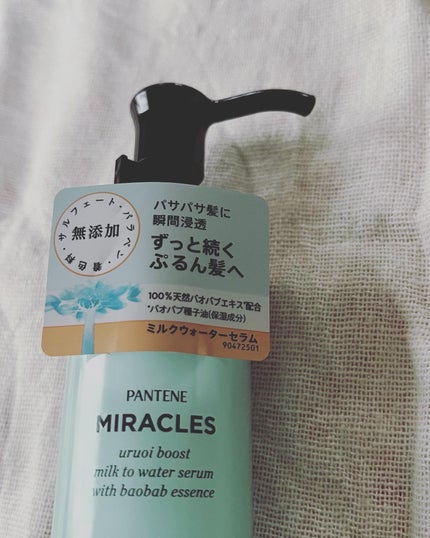 サルフェート・パラベン・着色料・
無添加
パサパサ髪に
瞬間浸透
ずっと続く
ぷるん髪へ
100%天然バオバブエキス*配合
*バオバブ種子油(保湿成分)
ミルクウォーターセラム
90472501
PANTENE
MIRACLES
uruoi boost
milk to water serum
with baobab essence